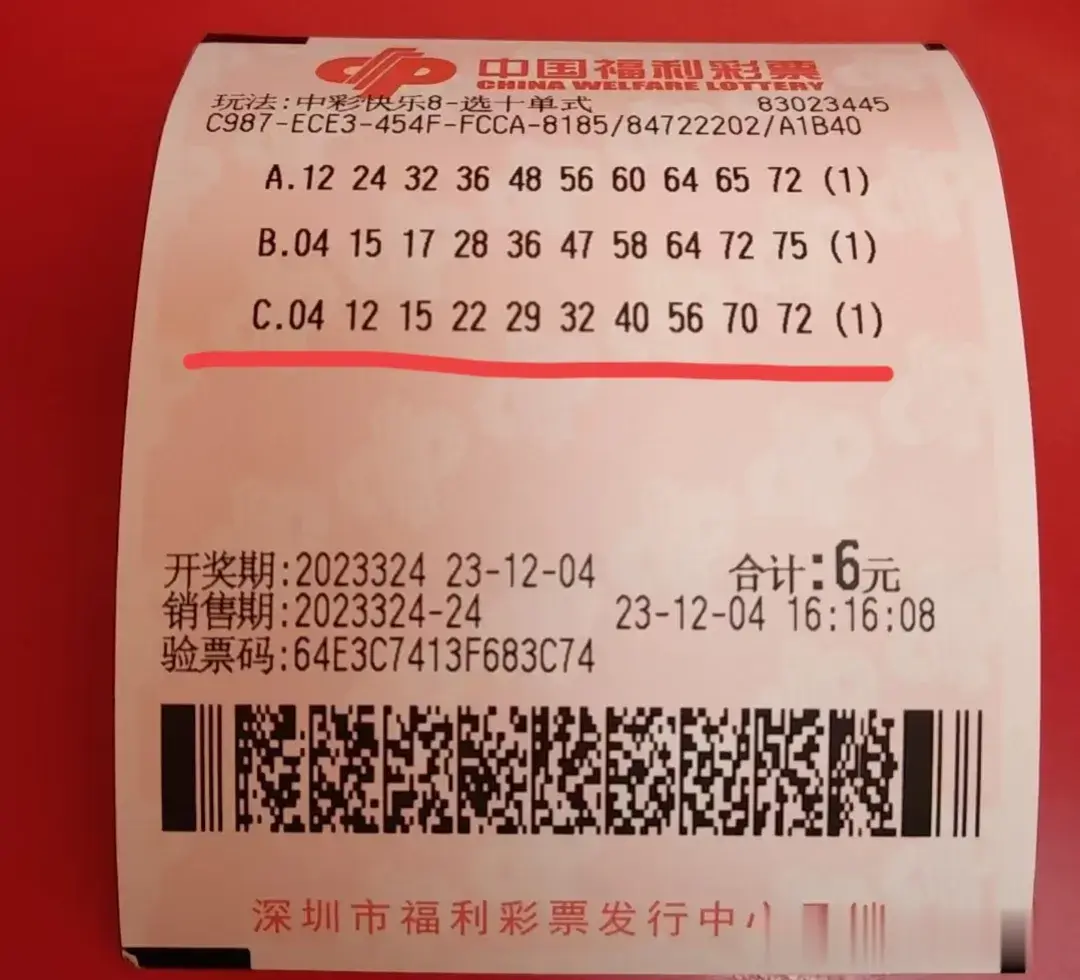 中国福利彩票
CHINA WELFARE LOTTERY
玩法:中彩快乐8-选十单式 83023445
C987-ECE3-454F-FCCA-8185/84722202/A1B40
A.12 24 32 36 48 56 60 64 65 72 (1)
B.04 15 17 28 36 47 58 64 72 75 (1)
C.04 12 15 22 29 32 40 56 70 72 (1)
开奖期:2023324 23-12-04 合计:6元
销售期:2023324-24 23-12-04 16:16:08
验票码:64E3C7413F683C74
深圳市福利彩票发行中